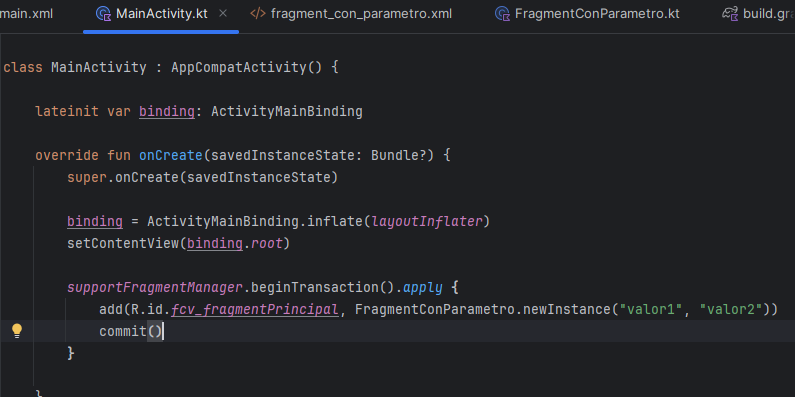 main.xml MainActivity.kt × </> fragment_con_parametro.xml FragmentConParametro.kt build.gra
class MainActivity : AppCompatActivity() {
lateinit var binding: ActivityMainBinding
override fun onCreate(savedInstanceState: Bundle?) {
super.onCreate(savedInstanceState)
binding = ActivityMainBinding.inflate(layoutInflater)
setContentView(binding.root)
supportFragmentManager.beginTransaction().apply {
add(R.id.fcv_fragmentPrincipal, FragmentConParametro.newInstance("valor1", "valor2"))
commit()
}
}